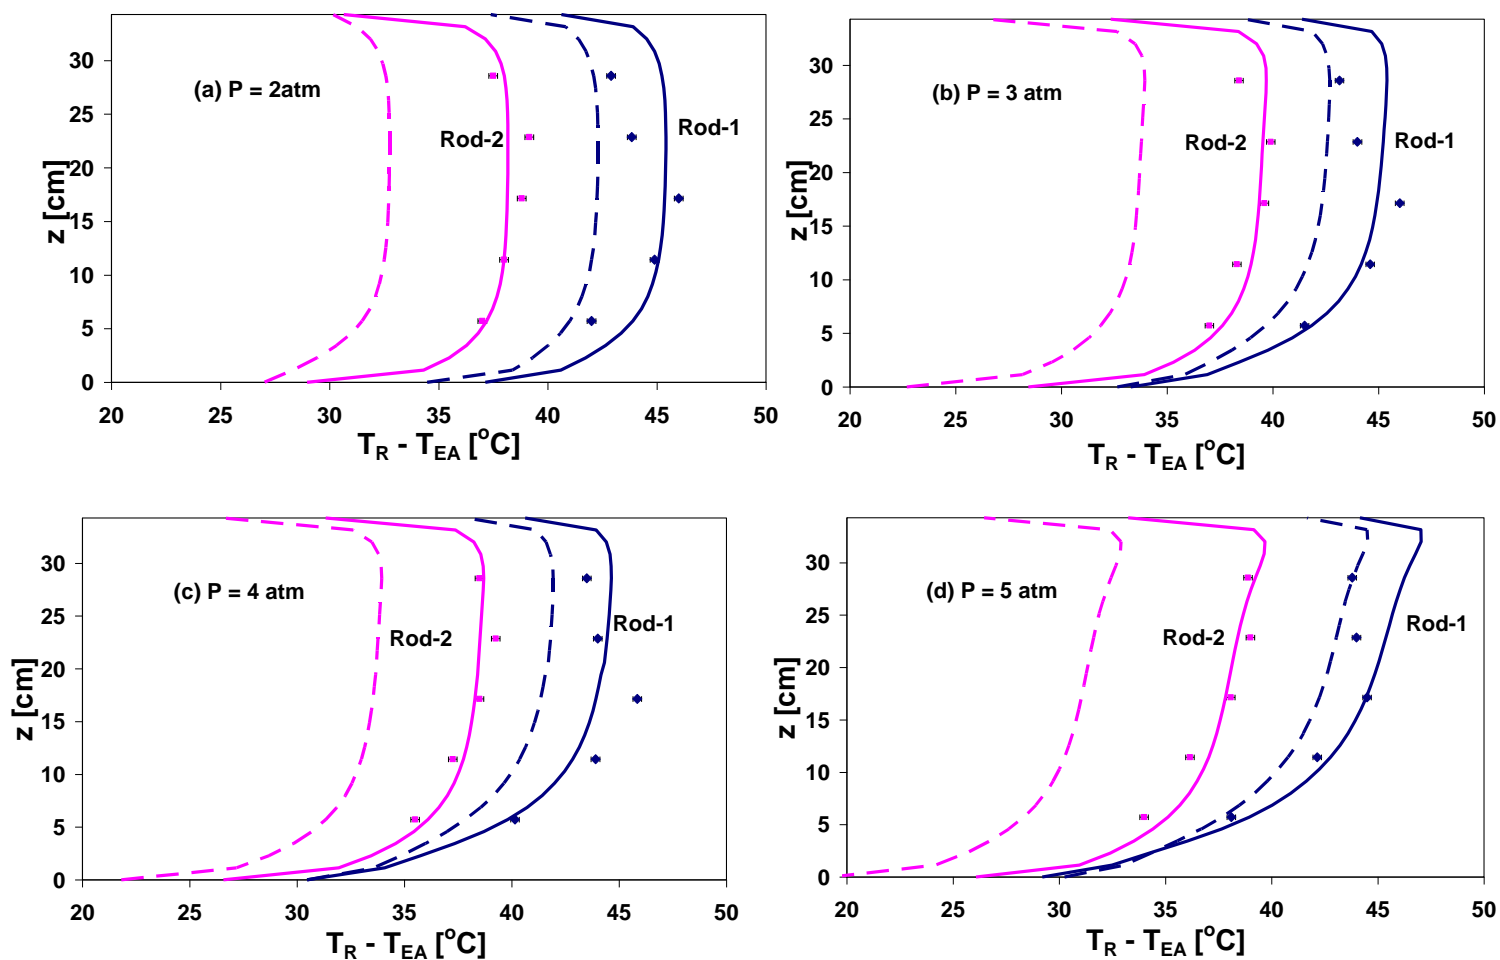 30
25
20
15
10
5
0
z [cm]
(a) P = 2atm
Rod-2
Rod-1
20 25 30 35 40 45 50
T_R - T_EA [°C]
30
25
20
15
10
5
0
z [cm]
(b) P = 3 atm
Rod-2
Rod-1
20 25 30 35 40 45 50
T_R - T_EA [°C]
30
25
20
15
10
5
0
z [cm]
(c) P = 4 atm
Rod-2
Rod-1
20 25 30 35 40 45 50
T_R - T_EA [°C]
30
25
20
15
10
5
0
z [cm]
(d) P = 5 atm
Rod-2
Rod-1
20 25 30 35 40 45 50
T_R - T_EA [°C]